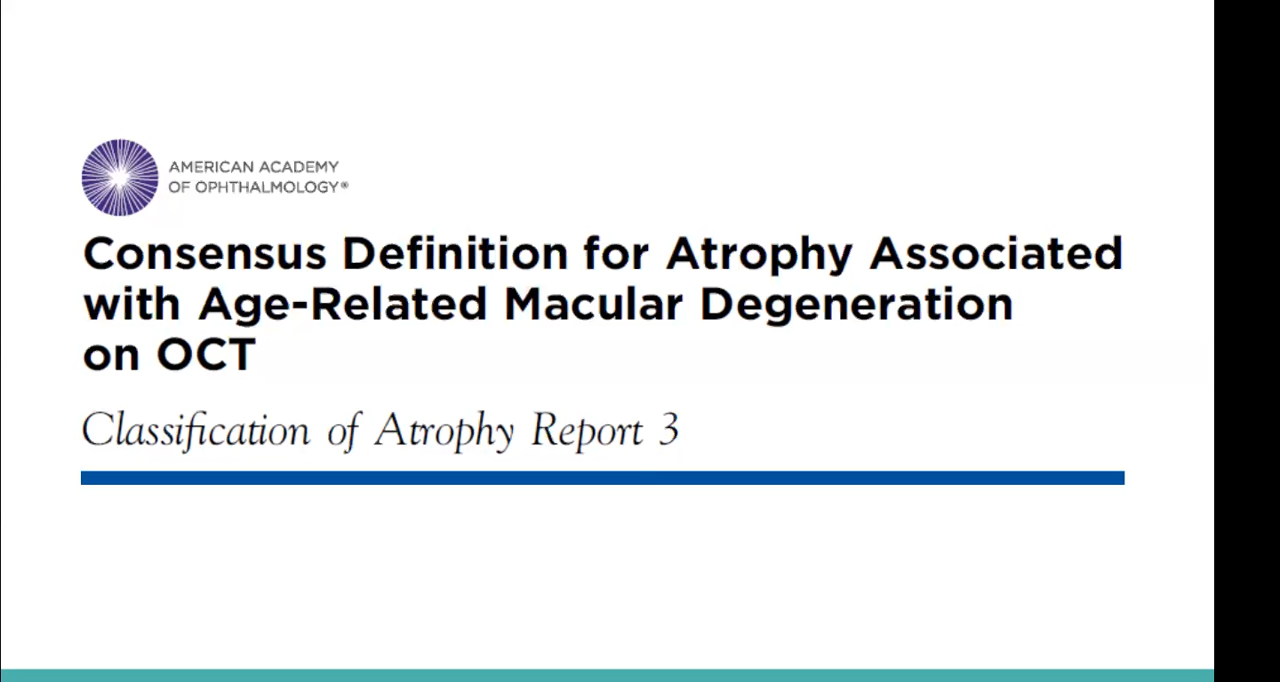 AMERICAN ACADEMY
OF OPHTHALMOLOGY®
Consensus Definition for Atrophy Associated
with Age-Related Macular Degeneration
on OCT
Classification of Atrophy Report 3